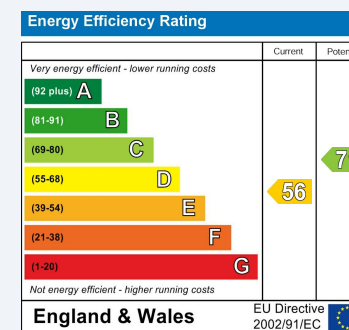 Energy Efficiency Rating
Current
Very energy efficient - lower running costs
(92 plus) A
(81-91) B
(69-80) C
(55-68) D
(39-54) E
(21-38) F
(1-20) G
56
Not energy efficient - higher running costs
England & Wales
EU Directive
2002/91/EC